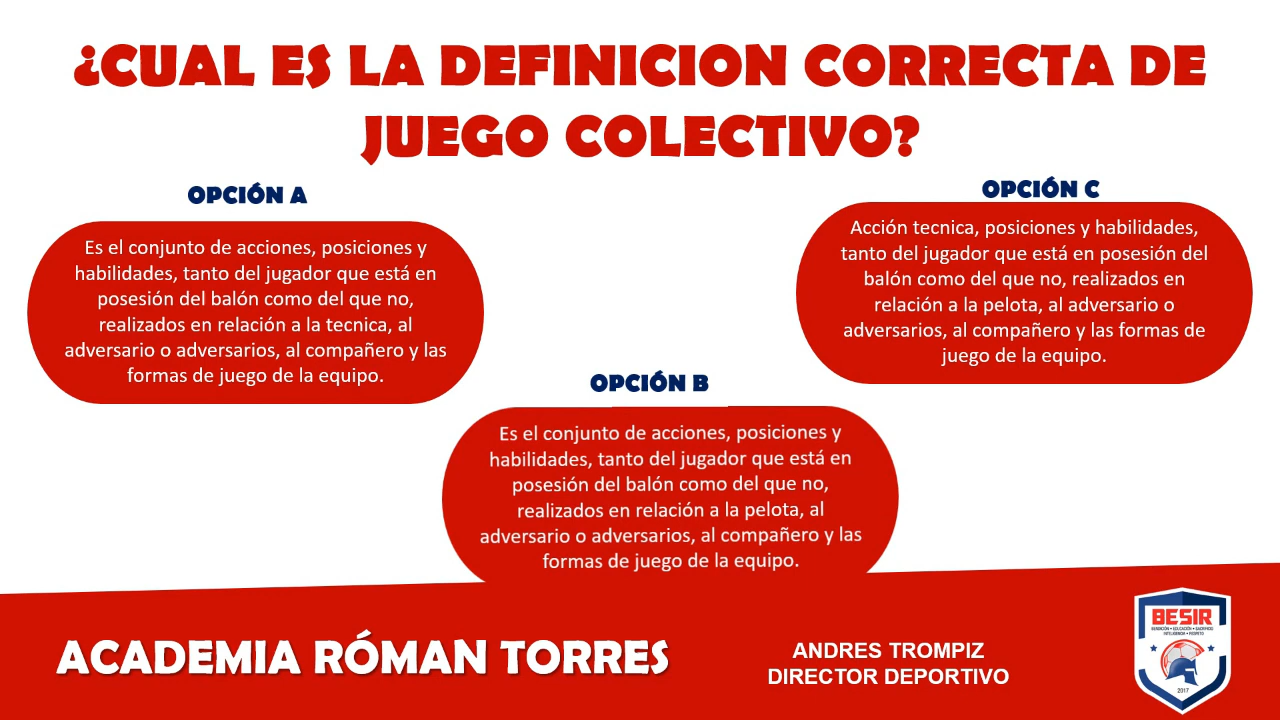 ¿CUAL ES LA DEFINICION CORRECTA DE
JUEGO COLECTIVO?
OPCIÓN A
Es el conjunto de acciones, posiciones y
habilidades, tanto del jugador que está en
posesión del balón como del que no,
realizados en relación a la tecnica, al
adversario o adversarios, al compañero y las
formas de juego de la equipo.
OPCIÓN B
Es el conjunto de acciones, posiciones y
habilidades, tanto del jugador que está en
posesión del balón como del que no,
realizados en relación a la pelota, al
adversario o adversarios, al compañero y las
formas de juego de la equipo.
OPCIÓN C
Acción tecnica, posiciones y habilidades,
tanto del jugador que está en posesión del
balón como del que no, realizados en
relación a la pelota, al adversario o
adversarios, al compañero y las formas de
juego de la equipo.
ACADEMIA RÓMAN TORRES
ANDRES TROMPIZ
DIRECTOR DEPORTIVO
BESIR
BENDICIÓN • EDUCACIÓN • SACRIFICIO
INTELIGENCIA • RESPETO
2017